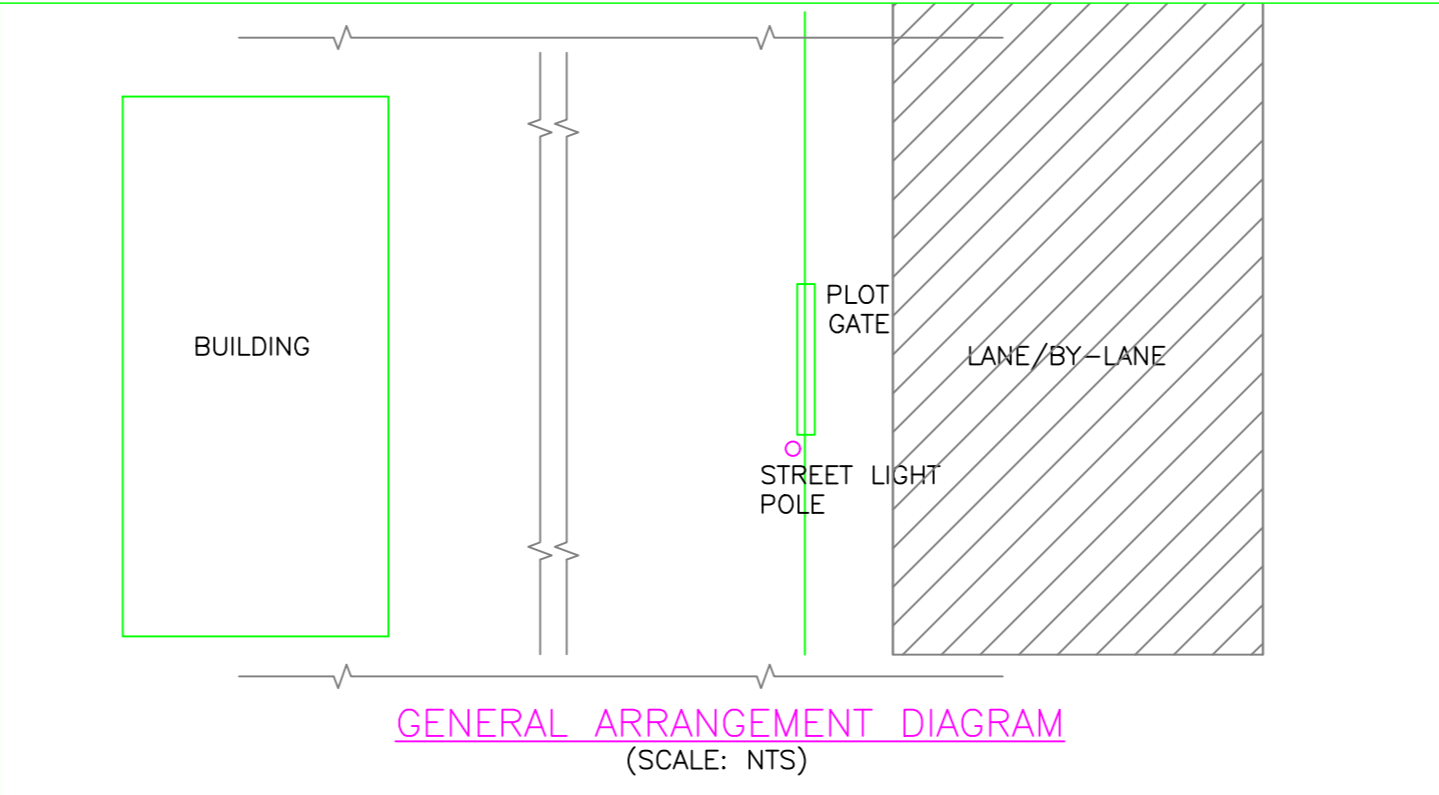 PLOT
GATE
BUILDING
LANE/BY-LANE
STREET LIGHT
POLE
GENERAL ARRANGEMENT DIAGRAM
(SCALE: NTS)